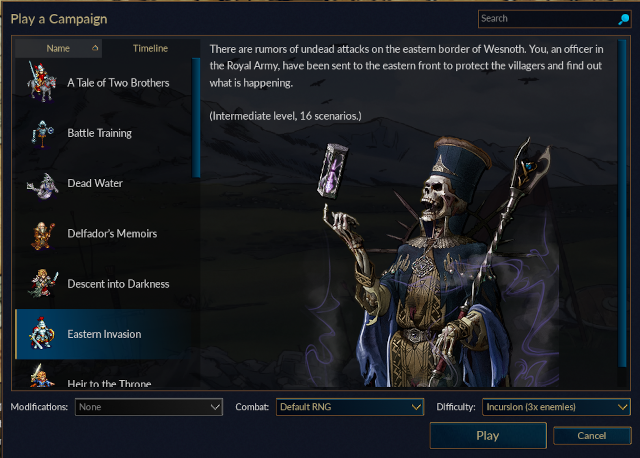 Play a Campaign
Search
Name
Timeline
A Tale of Two Brothers
Battle Training
Dead Water
Delfador's Memoirs
Descent into Darkness
Eastern Invasion
Heir to the Throne
There are rumors of undead attacks on the eastern border of Wesnoth. You, an officer in
the Royal Army, have been sent to the eastern front to protect the villagers and find out
what is happening.
(Intermediate level, 16 scenarios.)
Modifications: None
Combat: Default RNG
Difficulty: Incursion (3x enemies)
Play
Cancel